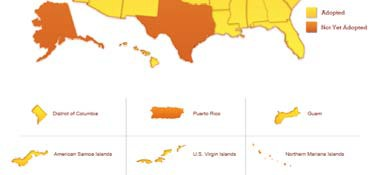 Adopted
Not Yet Adopted
District of Columbia
Puerto Rico
Guam
American Samoa Islands
U.S. Virgin Islands
Northern Mariana Islands